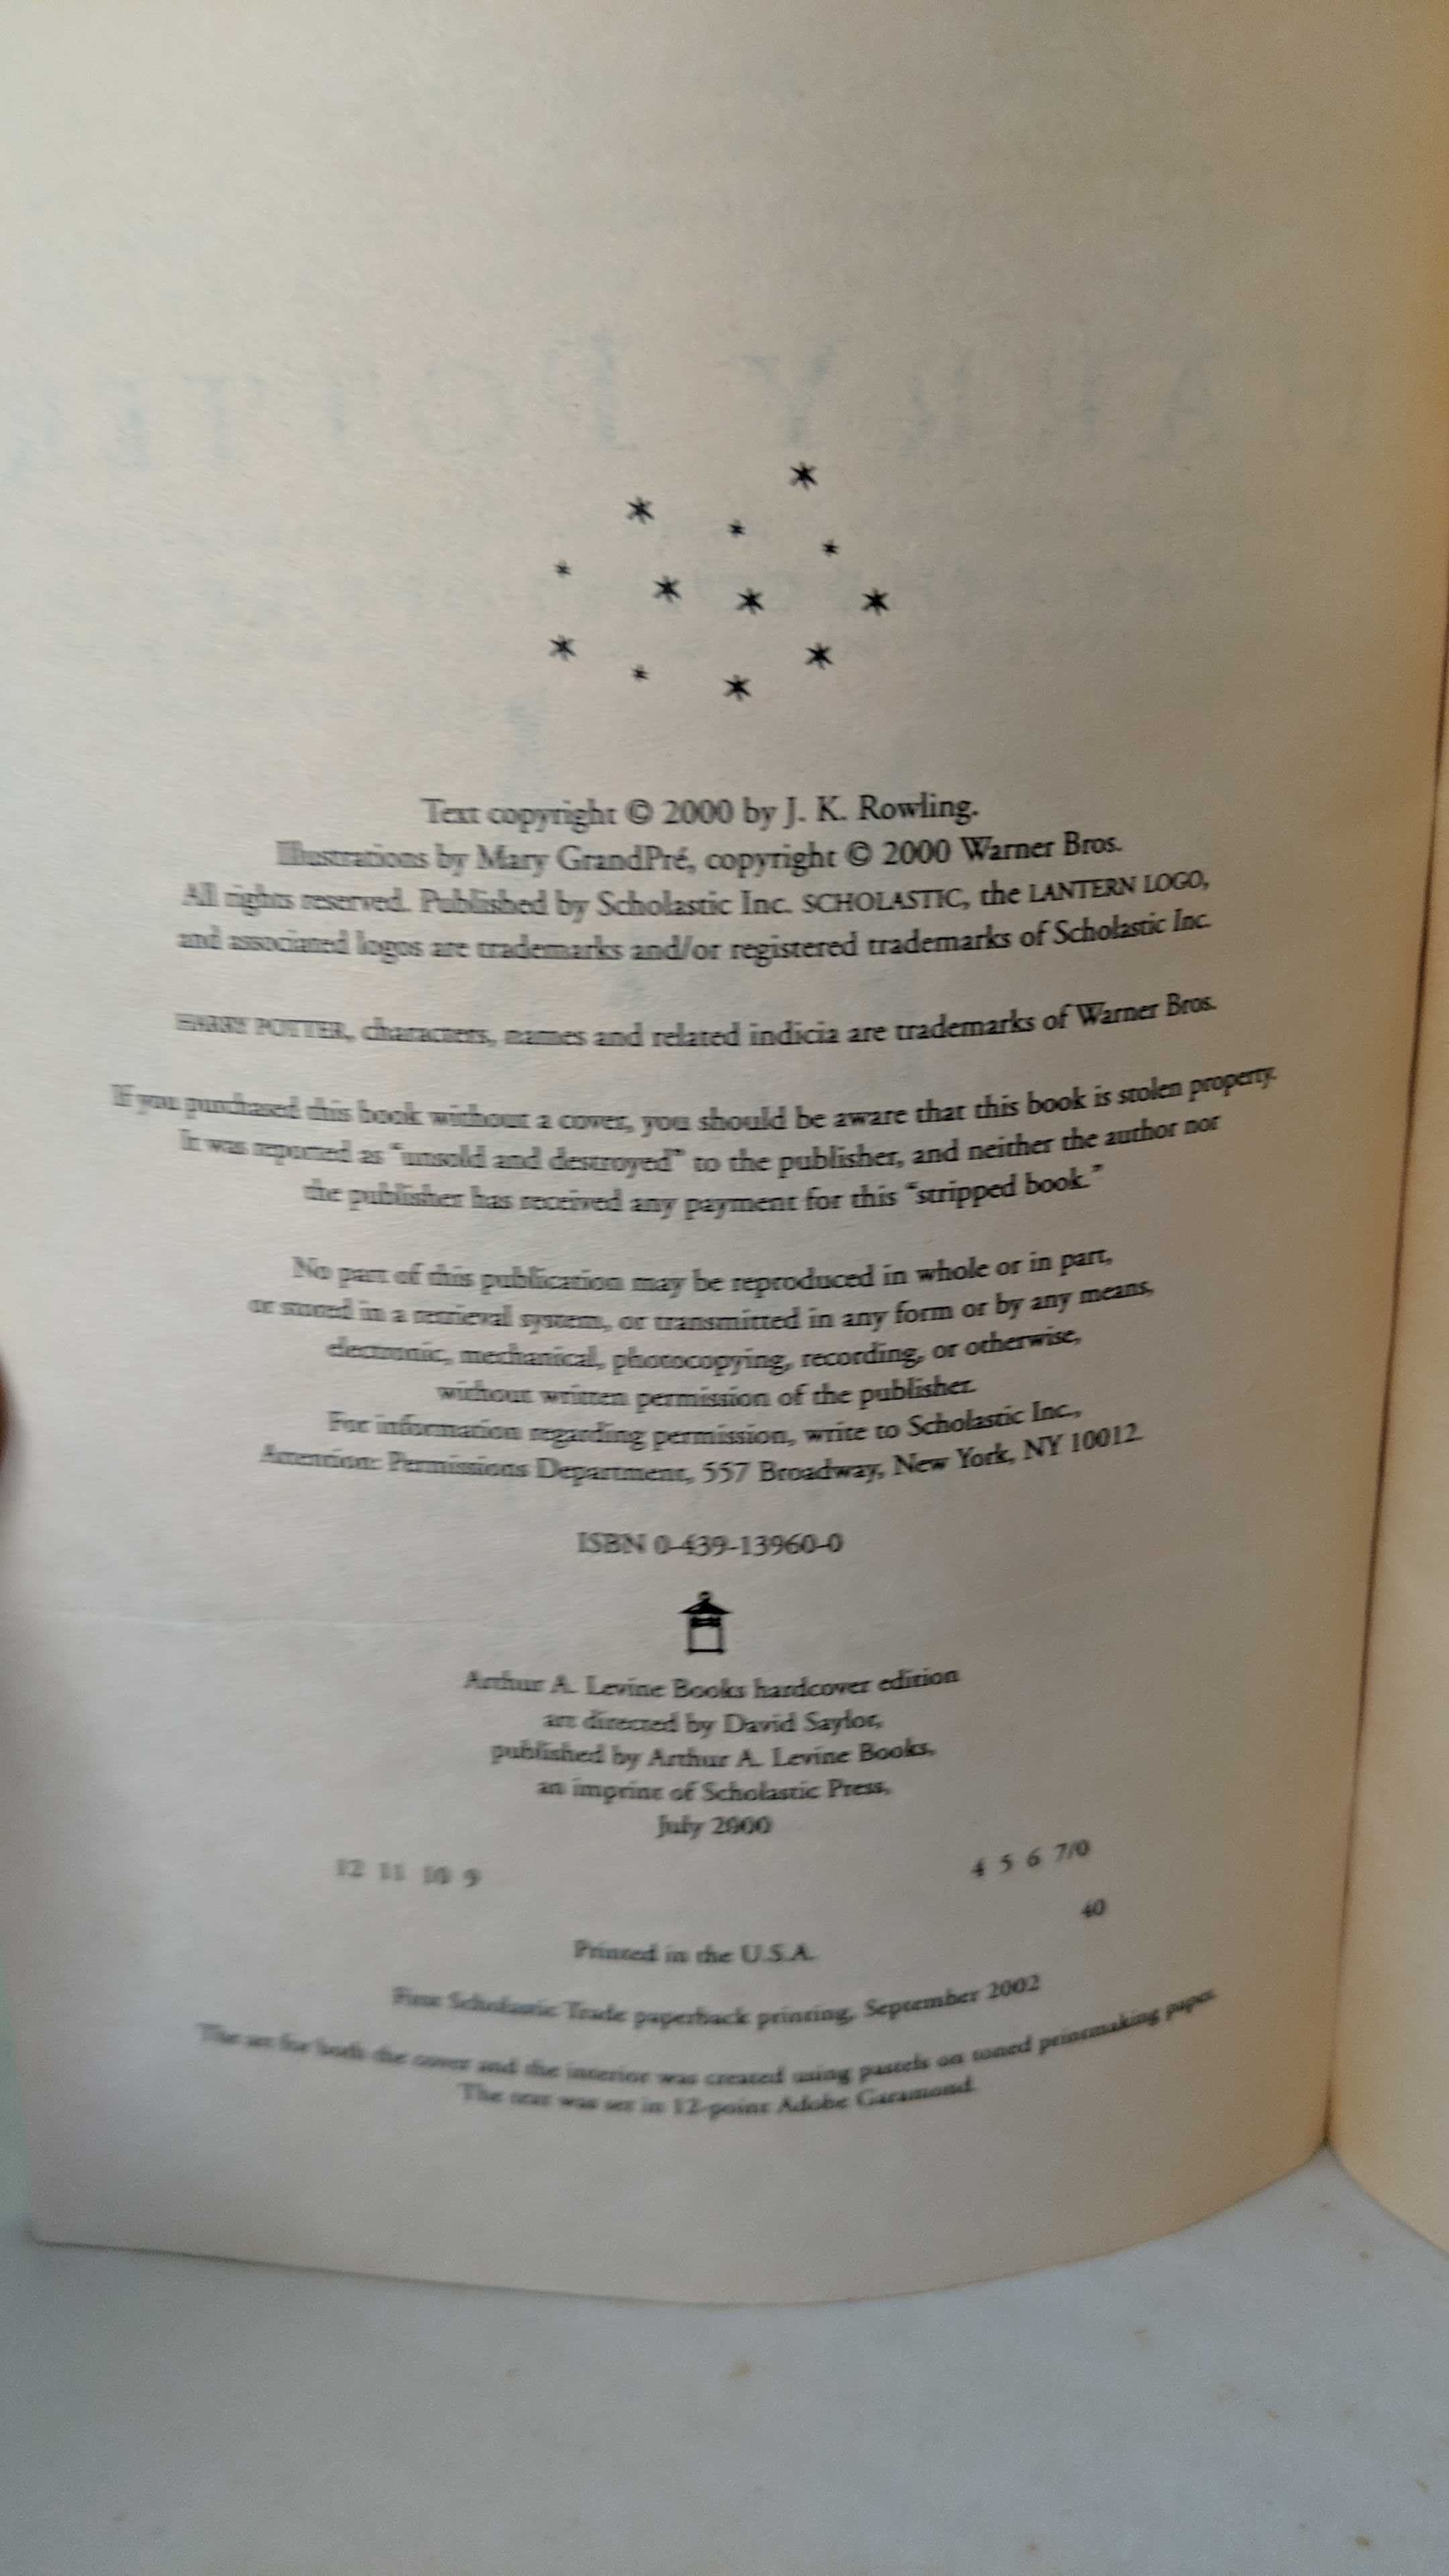 Text copyright © 2000 by J. K. Rowling.
Illustrations by Mary GrandPré, copyright © 2000 Warner Bros.
All rights reserved. Published by Scholastic Inc. SCHOLASTIC, the LANTERN LOGO,
and associated logos are trademarks and/or registered trademarks of Scholastic Inc.
HARRY POTTER, characters, names and related indicia are trademarks of Warner Bros.
If you purchased this book without a cover, you should be aware that this book is stolen property.
It was reported as “unsold and destroyed” to the publisher, and neither the author nor
the publisher has received any payment for this “stripped book.”
No part of this publication may be reproduced in whole or in part,
or stored in a retrieval system, or transmitted in any form or by any means,
electronic, mechanical, photocopying, recording, or otherwise,
without written permission of the publisher.
For information regarding permission, write to Scholastic Inc.,
Attention: Permissions Department, 557 Broadway, New York, NY 10012.
ISBN 0-439-13960-0
Arthur A. Levine Books hardcover edition
art directed by David Saylor,
published by Arthur A. Levine Books,
an imprint of Scholastic Press,
July 2000
12 11 10 9 4 5 6 7/0
40
Printed in the U.S.A.
First Scholastic Trade paperback printing, September 2002
The art for both the cover and the interior was created using pastels on toned printmaking paper.
The text was set in 12-point Adobe Garamond.